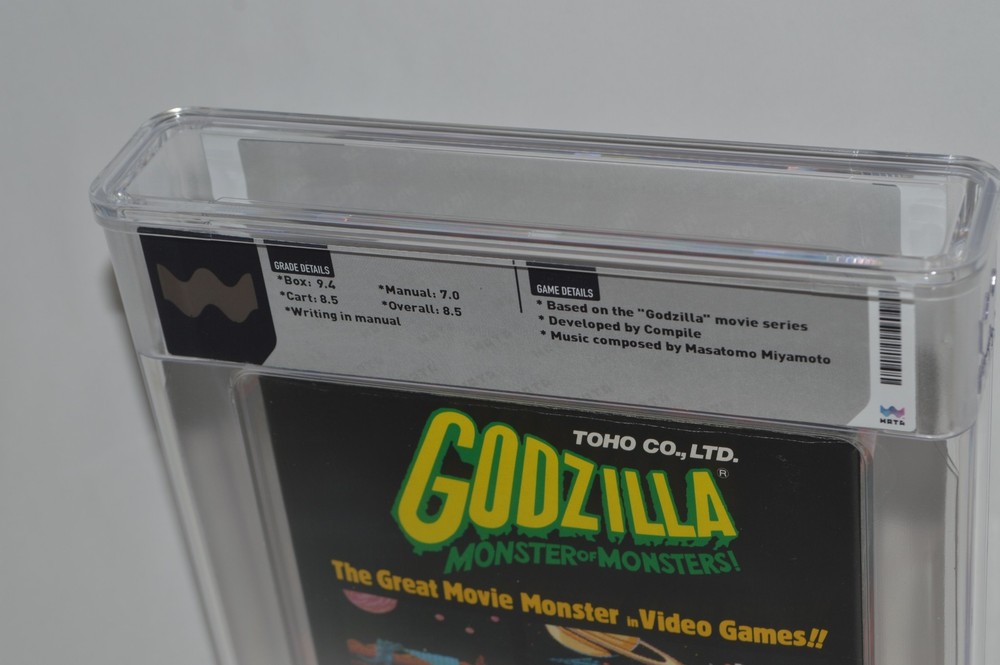 GRADE DETAILS
*Box: 9.4
*Manual: 7.0
*Cart: 8.5
*Overall: 8.5
*Writing in manual
GAME DETAILS
* Based on the "Godzilla" movie series
* Developed by Compile
* Music composed by Masatomo Miyamoto
WATA
TOHO CO., LTD.
GODZILLA®
MONSTER OF MONSTERS!
The Great Movie Monster in Video Games!!